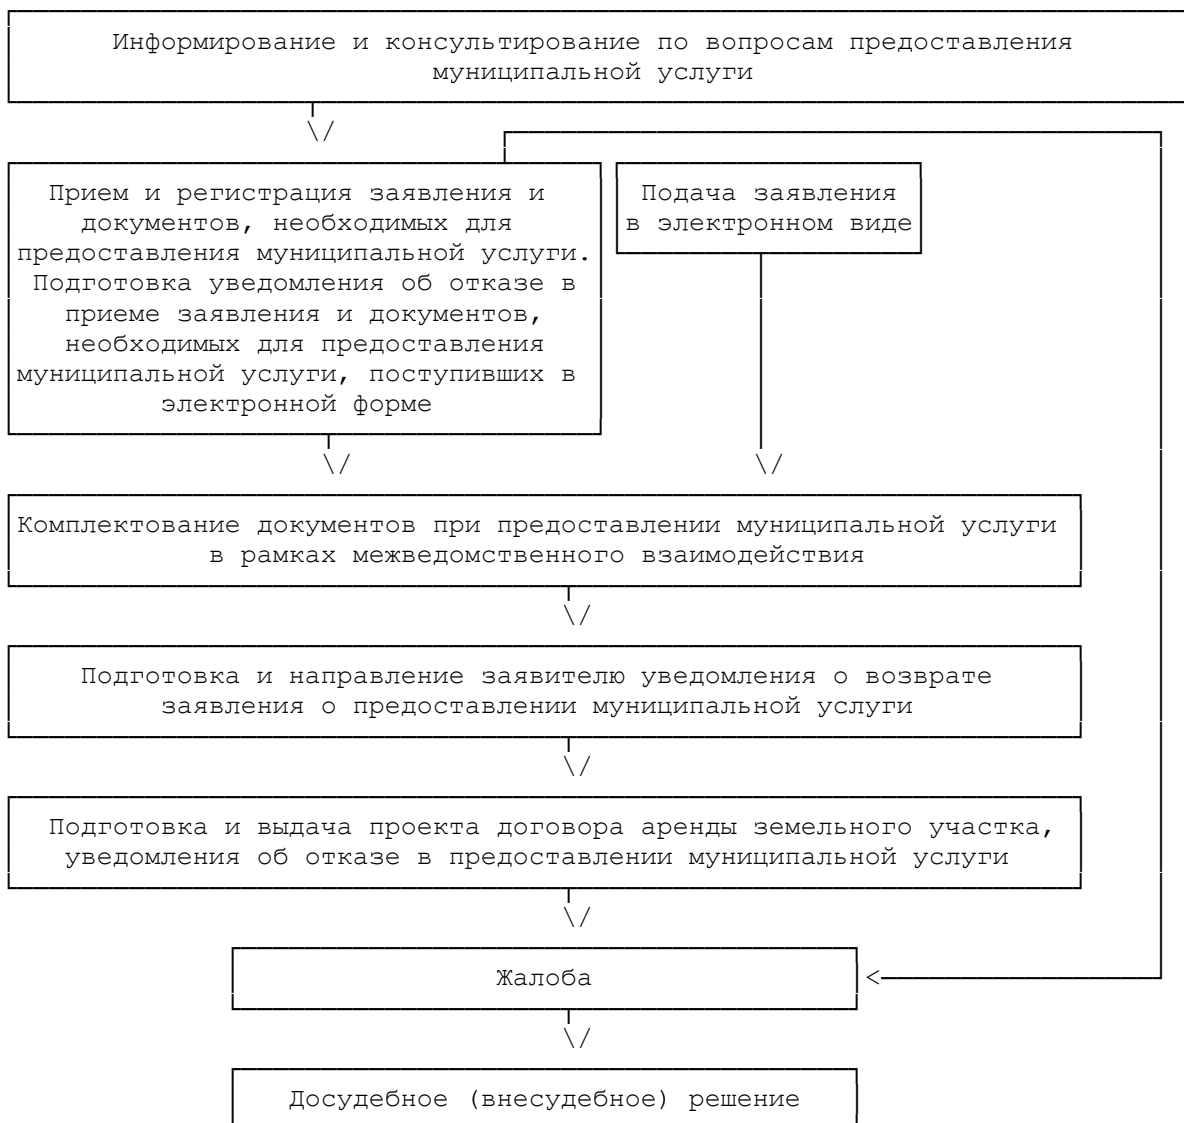 Информирование и консультирование по вопросам предоставления
муниципальной услуги
Прием и регистрация заявления и
документов, необходимых для
предоставления муниципальной услуги.
Подготовка уведомления об отказе в
приеме заявления и документов,
необходимых для предоставления
муниципальной услуги, поступивших в
электронной форме
Подача заявления
в электронном виде
Комплектование документов при предоставлении муниципальной услуги
в рамках межведомственного взаимодействия
Подготовка и направление заявителю уведомления о возврате
заявления о предоставлении муниципальной услуги
Подготовка и выдача проекта договора аренды земельного участка,
уведомления об отказе в предоставлении муниципальной услуги
Жалоба
Досудебное (внесудебное) решение